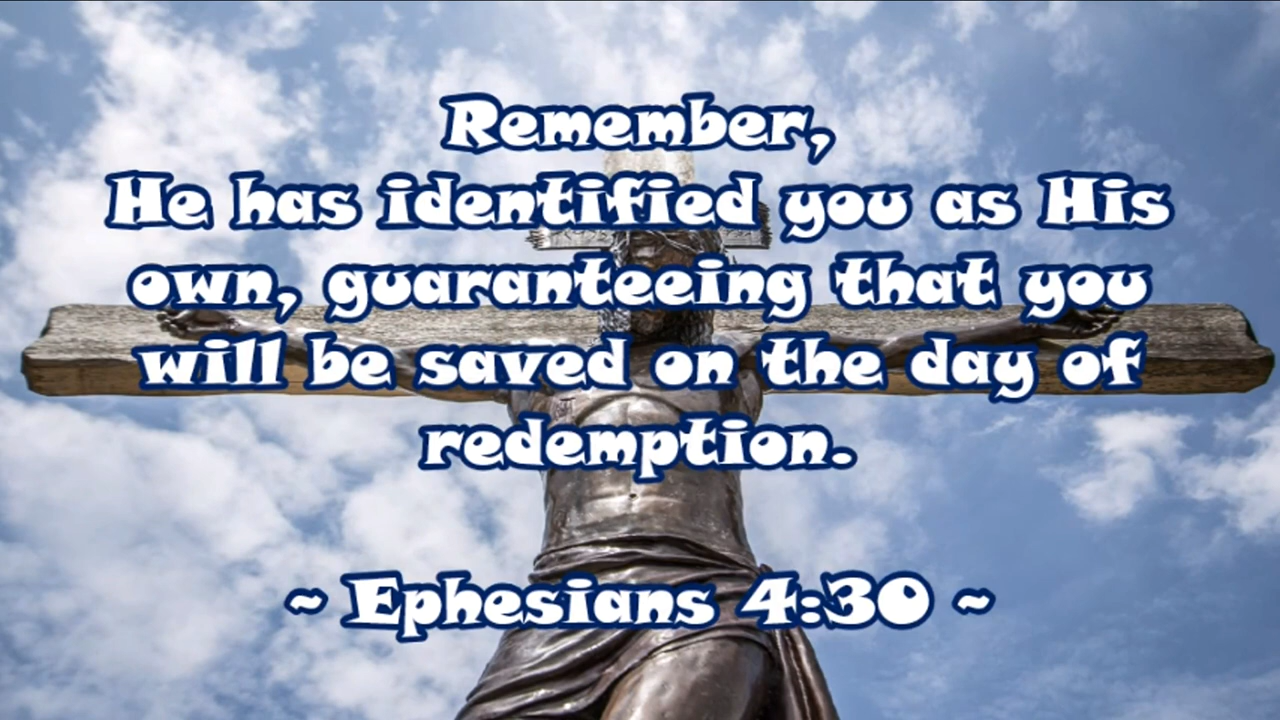 Remember,
He has identified you as His
own, guaranteeing that you
will be saved on the day of
redemption.
~ Ephesians 4:30 ~